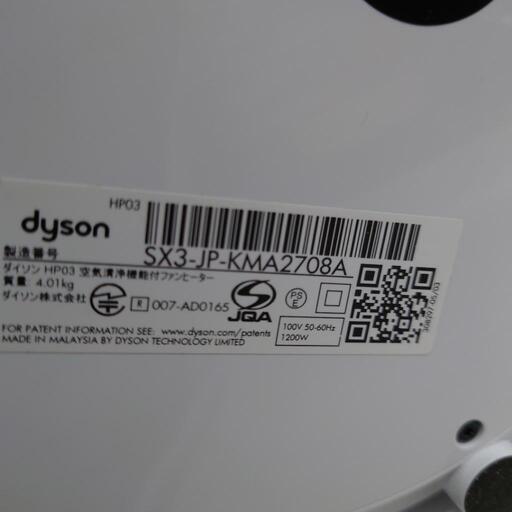 HP03
dyson
製造番号
SX3-JP-KMA2708A
ダイソン HP03 空気清浄機能付ファンヒーター
質量: 4.01kg
ダイソン株式会社
R 007-AD0165
JQA
PS E
100V 50-60Hz
1200W
FOR PATENT INFORMATION SEE: www.dyson.com/patents
MADE IN MALAYSIA BY DYSON TECHNOLOGY LIMITED
308297-05/03